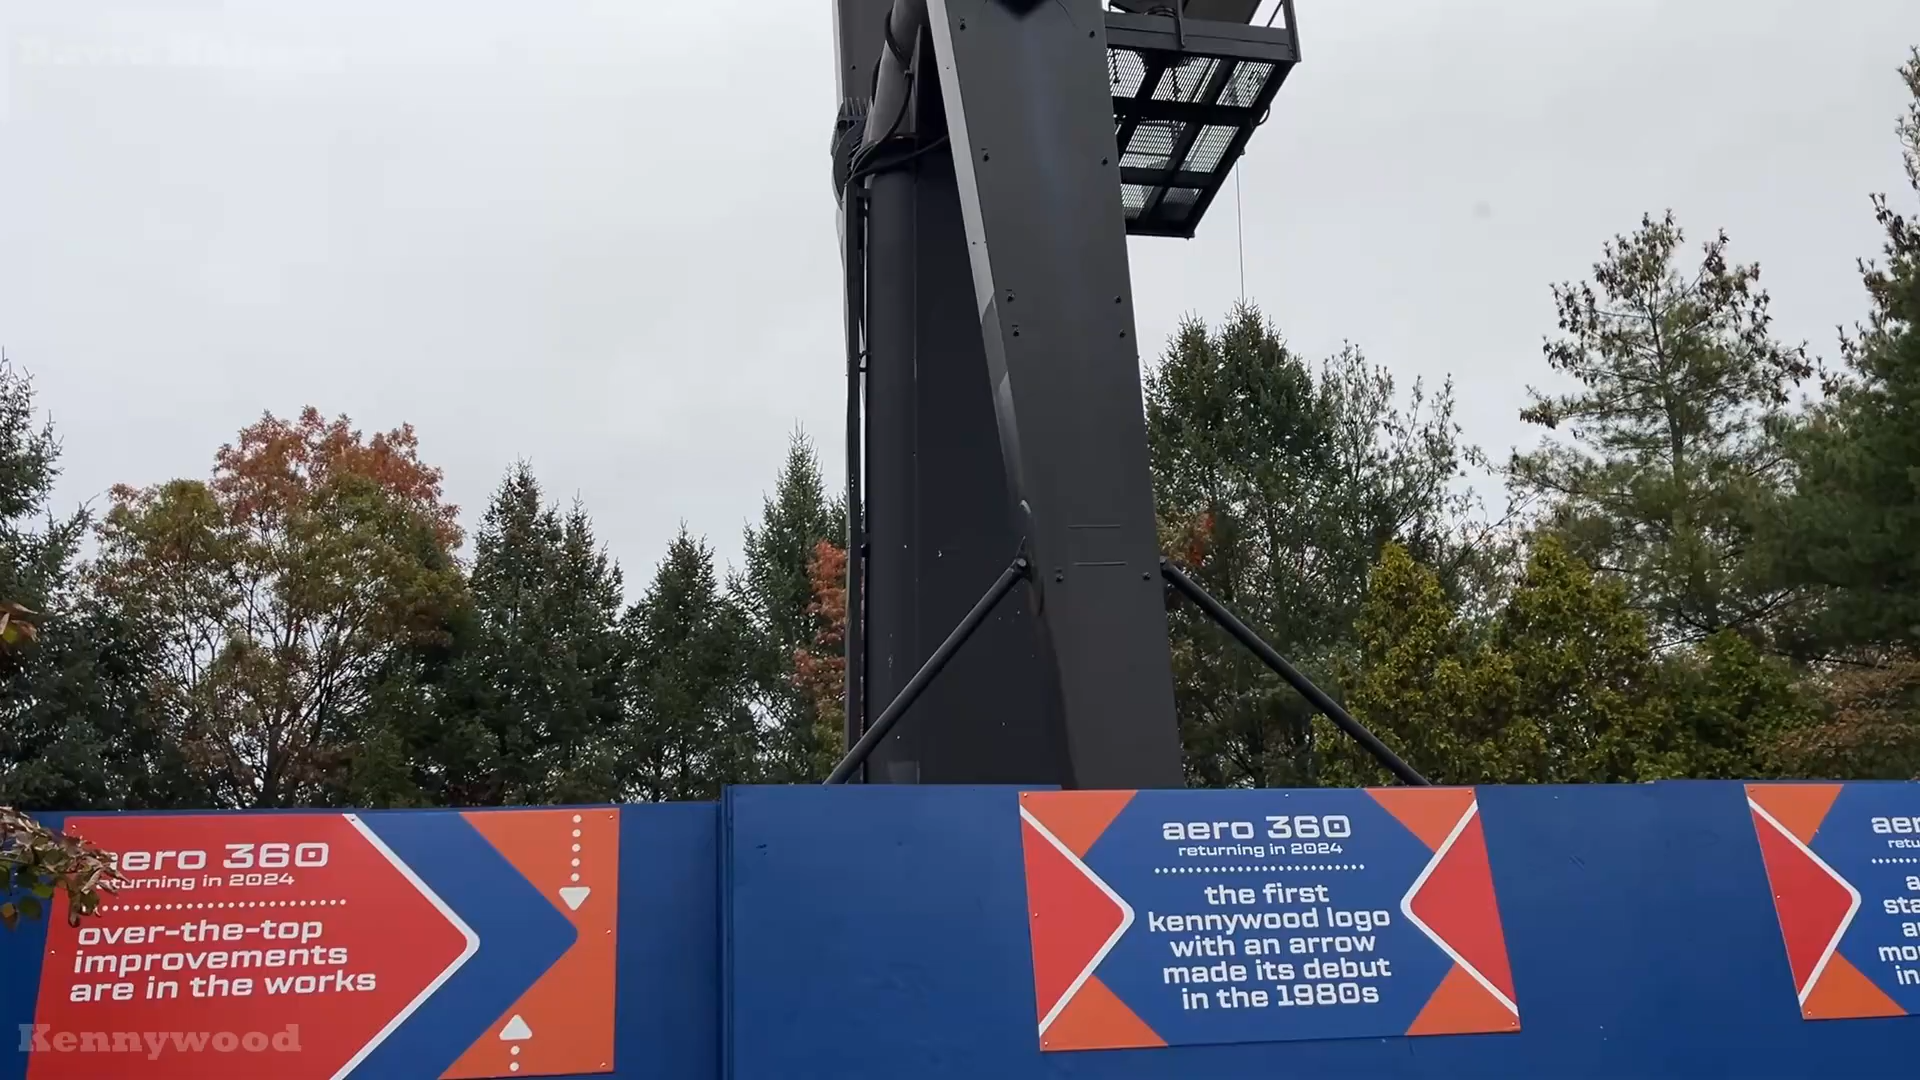 aero 360
returning in 2024
over-the-top
improvements
are in the works
aero 360
returning in 2024
the first
kennywood logo
with an arrow
made its debut
in the 1980s
in
Kennywood